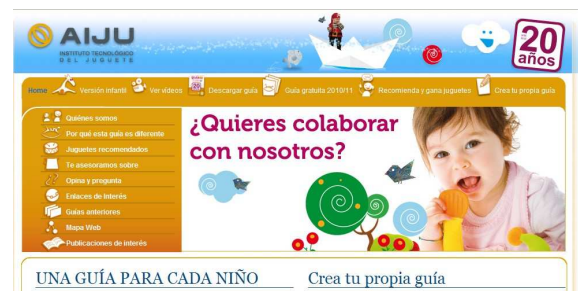 AIJU
INSTITUTO TECNOLÓGICO
DEL JUGUETE
20
años
Home
Versión infantil
Ver vídeos
Descargar guía
Guía gratuita 2010/11
Recomienda y gana juguetes
Crea tu propia guía
Quiénes somos
Por qué esta guía es diferente
Juguetes recomendados
Te asesoramos sobre
Opina y pregunta
Enlaces de Interés
Guías anteriores
Mapa Web
Publicaciones de interés
¿Quieres colaborar
con nosotros?
UNA GUÍA PARA CADA NIÑO
Crea tu propia guía